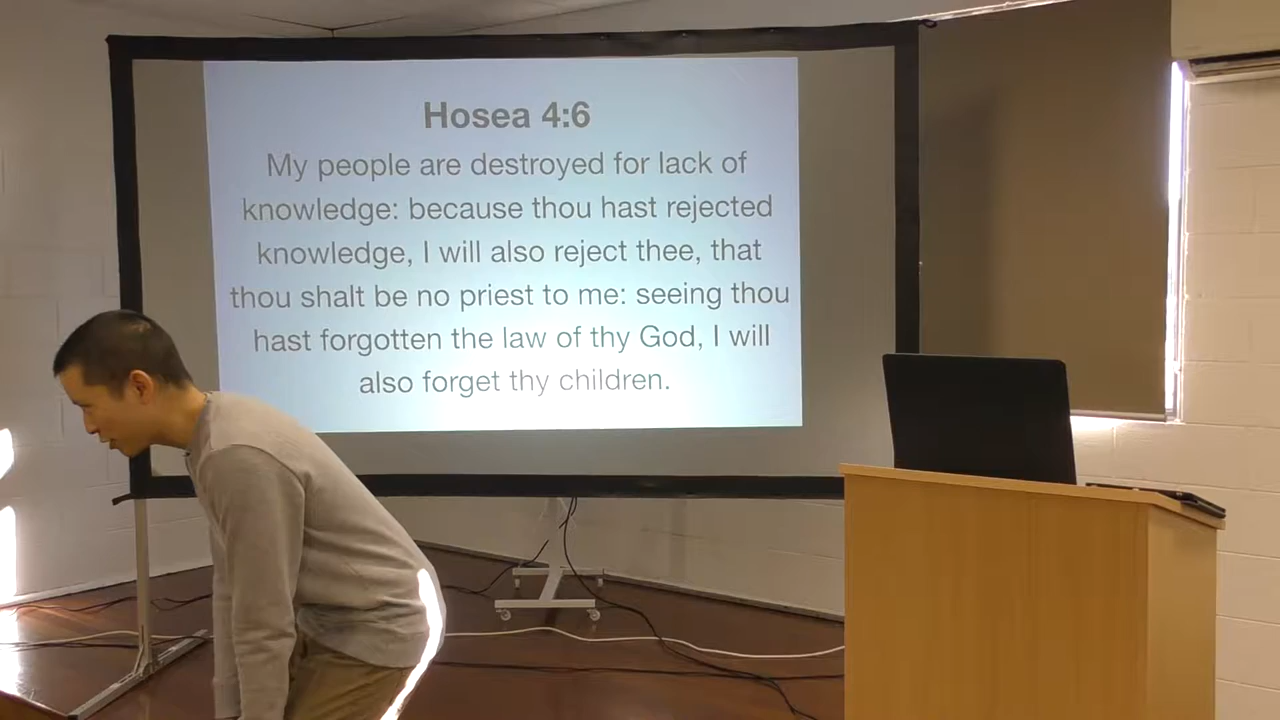 Hosea 4:6
My people are destroyed for lack of
knowledge: because thou hast rejected
knowledge, I will also reject thee, that
thou shalt be no priest to me: seeing thou
hast forgotten the law of thy God, I will
also forget thy children.